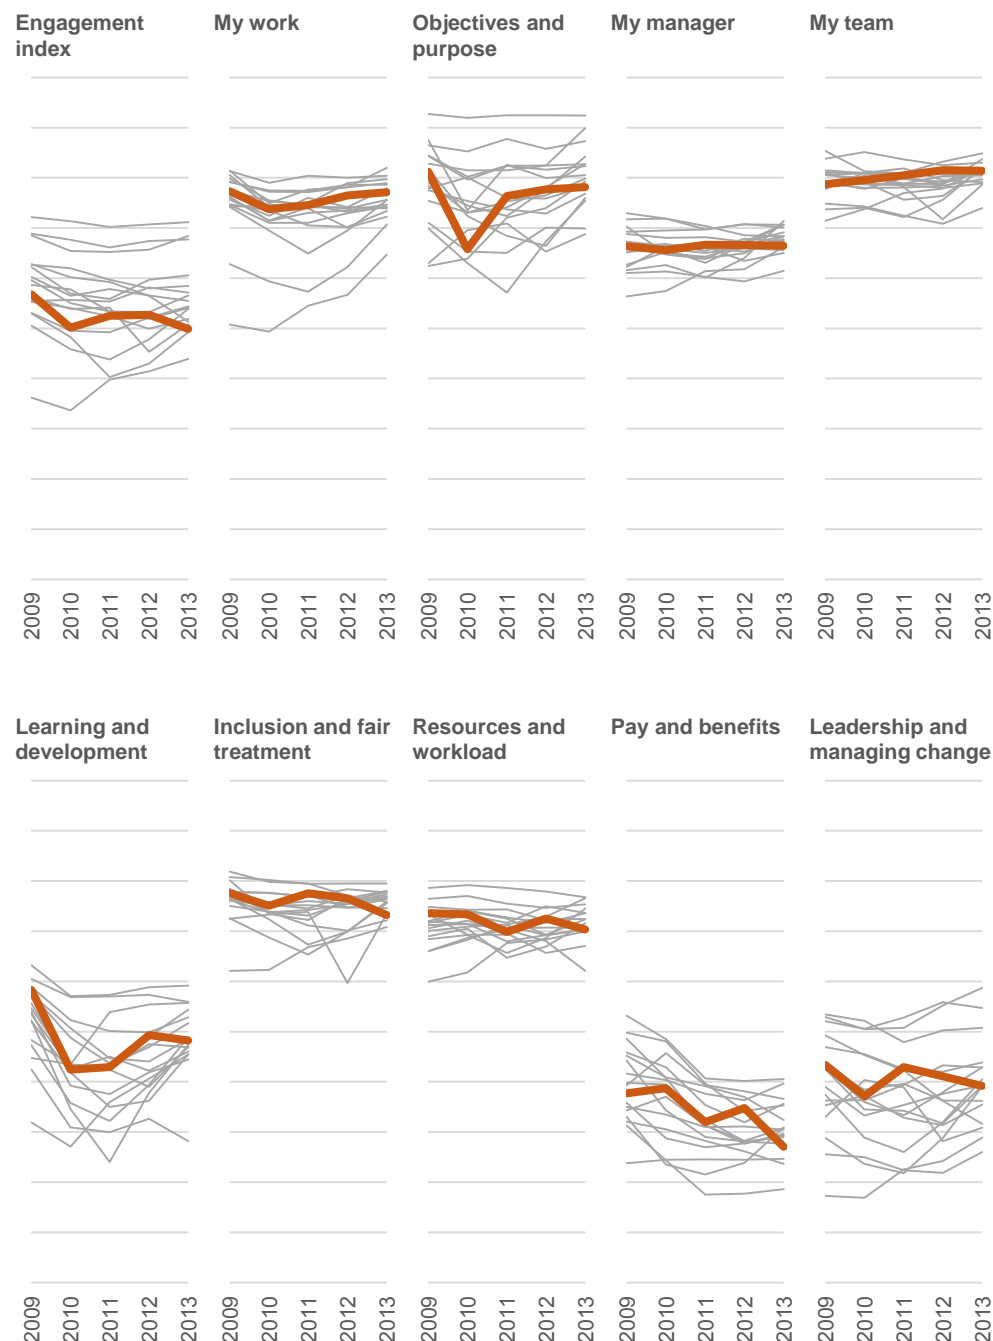 Engagement
index
My work
Objectives and
purpose
My manager
My team
2009 2010 2011 2012 2013
2009 2010 2011 2012 2013
2009 2010 2011 2012 2013
2009 2010 2011 2012 2013
2009 2010 2011 2012 2013
Learning and
development
Inclusion and fair
treatment
Resources and
workload
Pay and benefits
Leadership and
managing change
2009 2010 2011 2012 2013
2009 2010 2011 2012 2013
2009 2010 2011 2012 2013
2009 2010 2011 2012 2013
2009 2010 2011 2012 2013